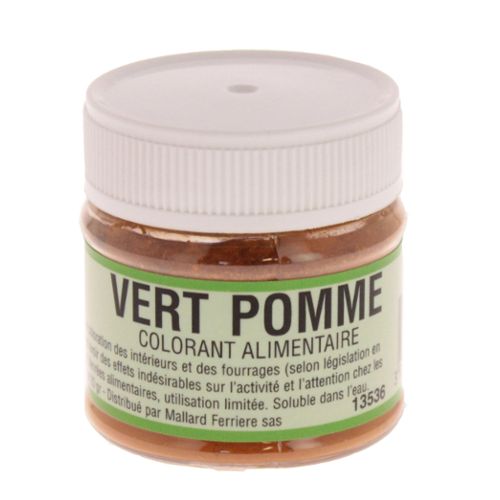 VERT POMME
COLORANT ALIMENTAIRE
des intérieurs et des fourrages (selon législation en
des effets indésirables sur l'activité et l'attention chez les
alimentaires, utilisation limitée. Soluble dans l'eau.
gr - Distribué par Mallard Ferriere sas
13536